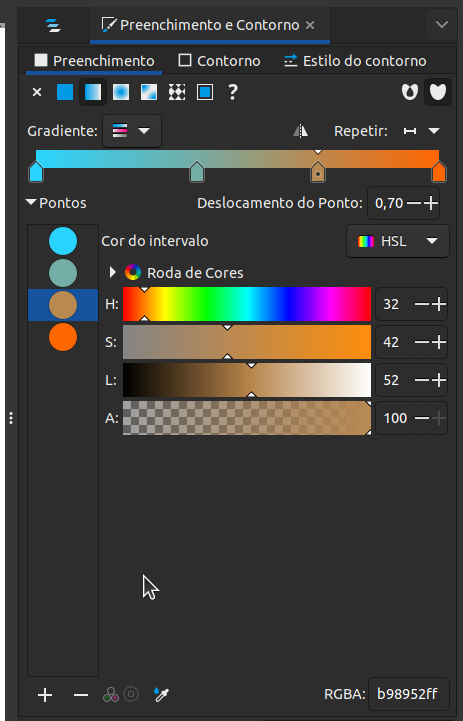 Preenchimento e Contorno ×
Preenchimento Contorno Estilo do contorno
?
Gradiente: Repetir:
Pontos Deslocamento do Ponto: 0,70
Cor do intervalo HSL
Roda de Cores
H: 32
S: 42
L: 52
A: 100
RGBA: b98952ff